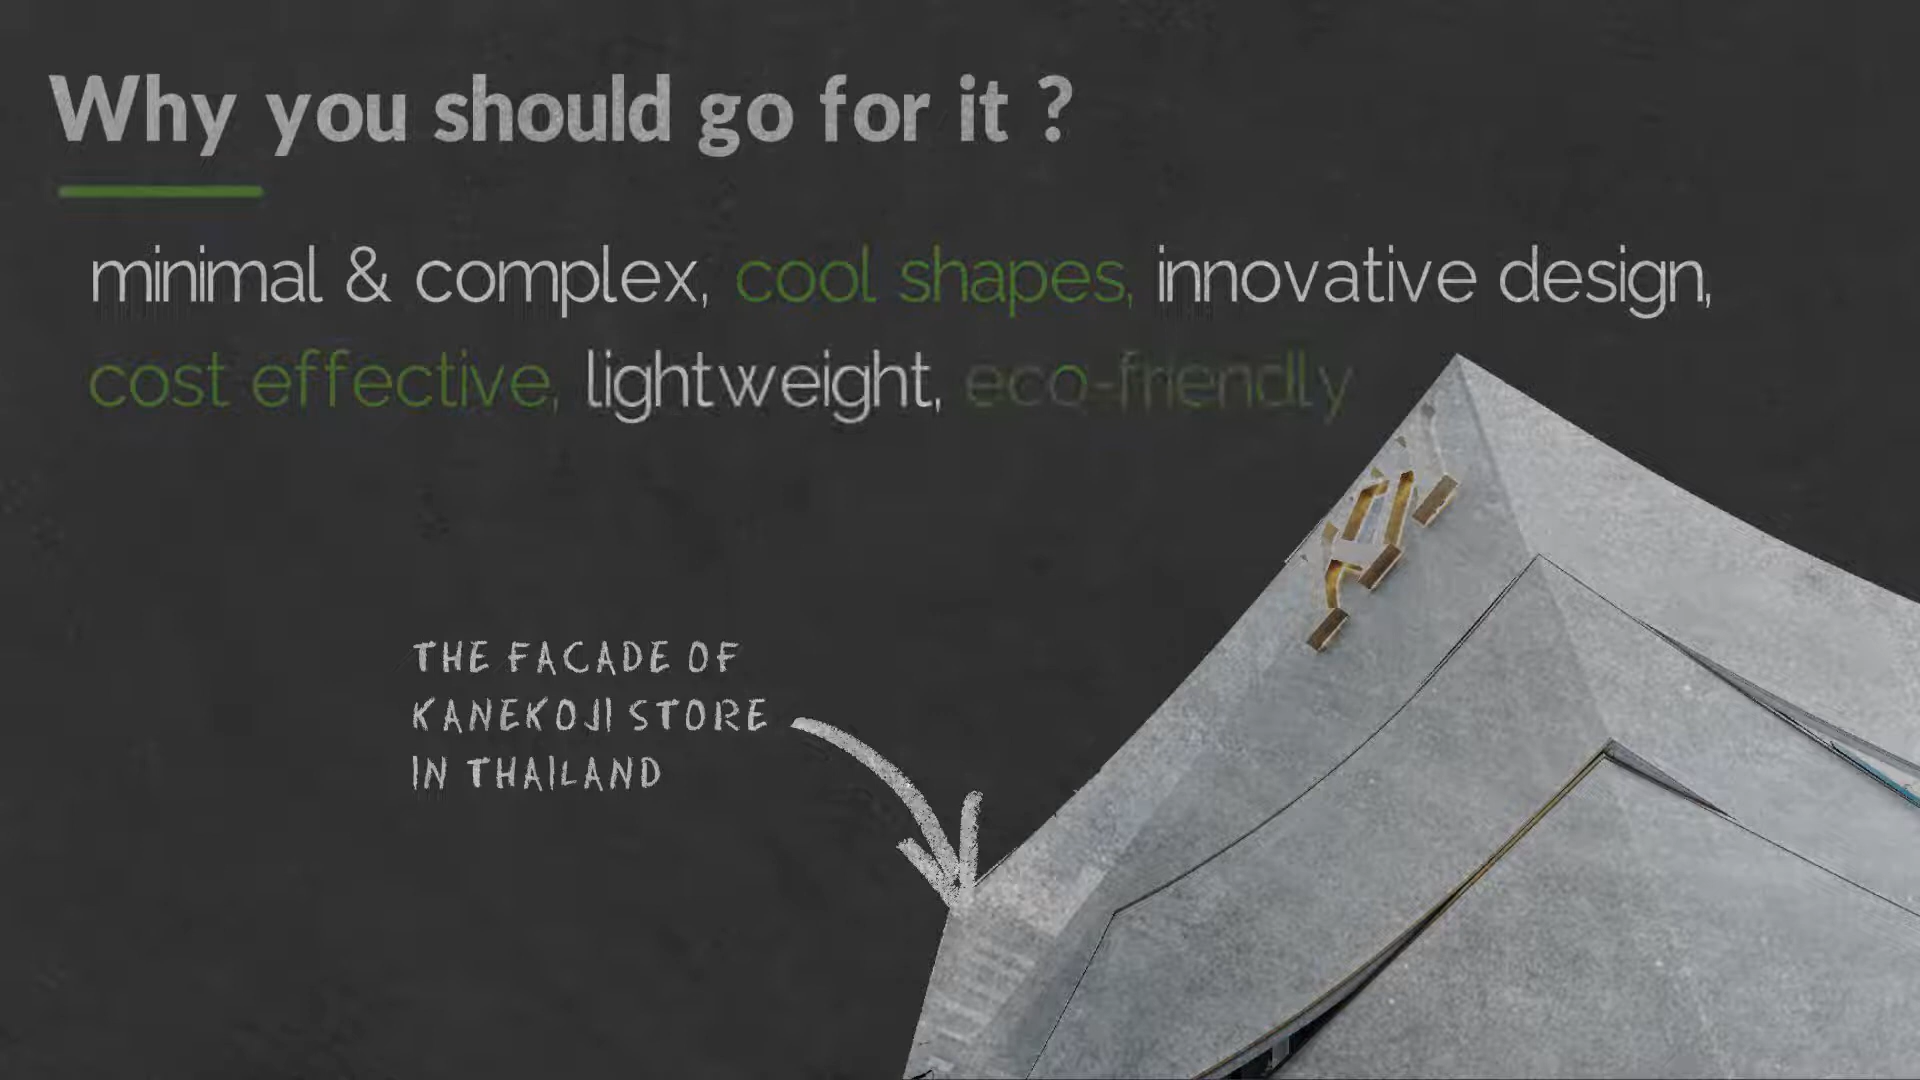 Why you should go for it ?
minimal & complex, cool shapes, innovative design,
cost effective, lightweight, eco-friendly
THE FACADE OF
KANEKOJI STORE
IN THAILAND